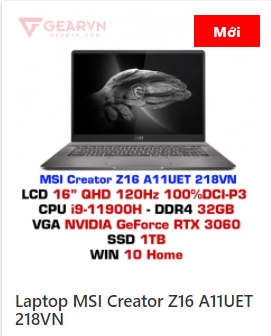 GEARVN
Mới
MSI Creator Z16 A11UET 218VN
LCD 16" QHD 120Hz 100%DCI-P3
CPU i9-11900H - DDR4 32GB
VGA NVIDIA GeForce RTX 3060
SSD 1TB
WIN 10 Home
Laptop MSI Creator Z16 A11UET
218VN